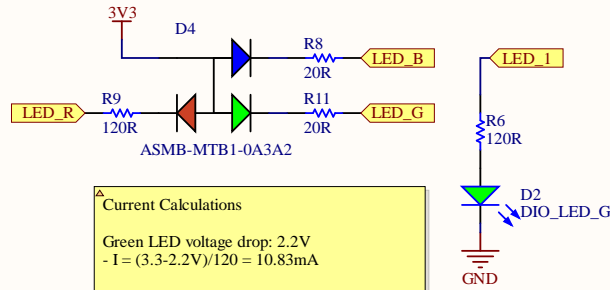 3V3
D4
R8
20R
LED_B
LED_R
R9
120R
R11
20R
LED_G
ASMB-MTB1-0A3A2
LED_1
R6
120R
D2
DIO_LED_G
GND
Current Calculations
Green LED voltage drop: 2.2V
- I = (3.3-2.2V)/120 = 10.83mA